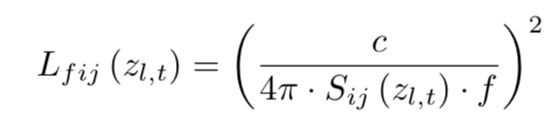 L_{fij} (z_{l,t}) = \left( \frac{c}{4\pi \cdot S_{ij} (z_{l,t}) \cdot f} \right)^2